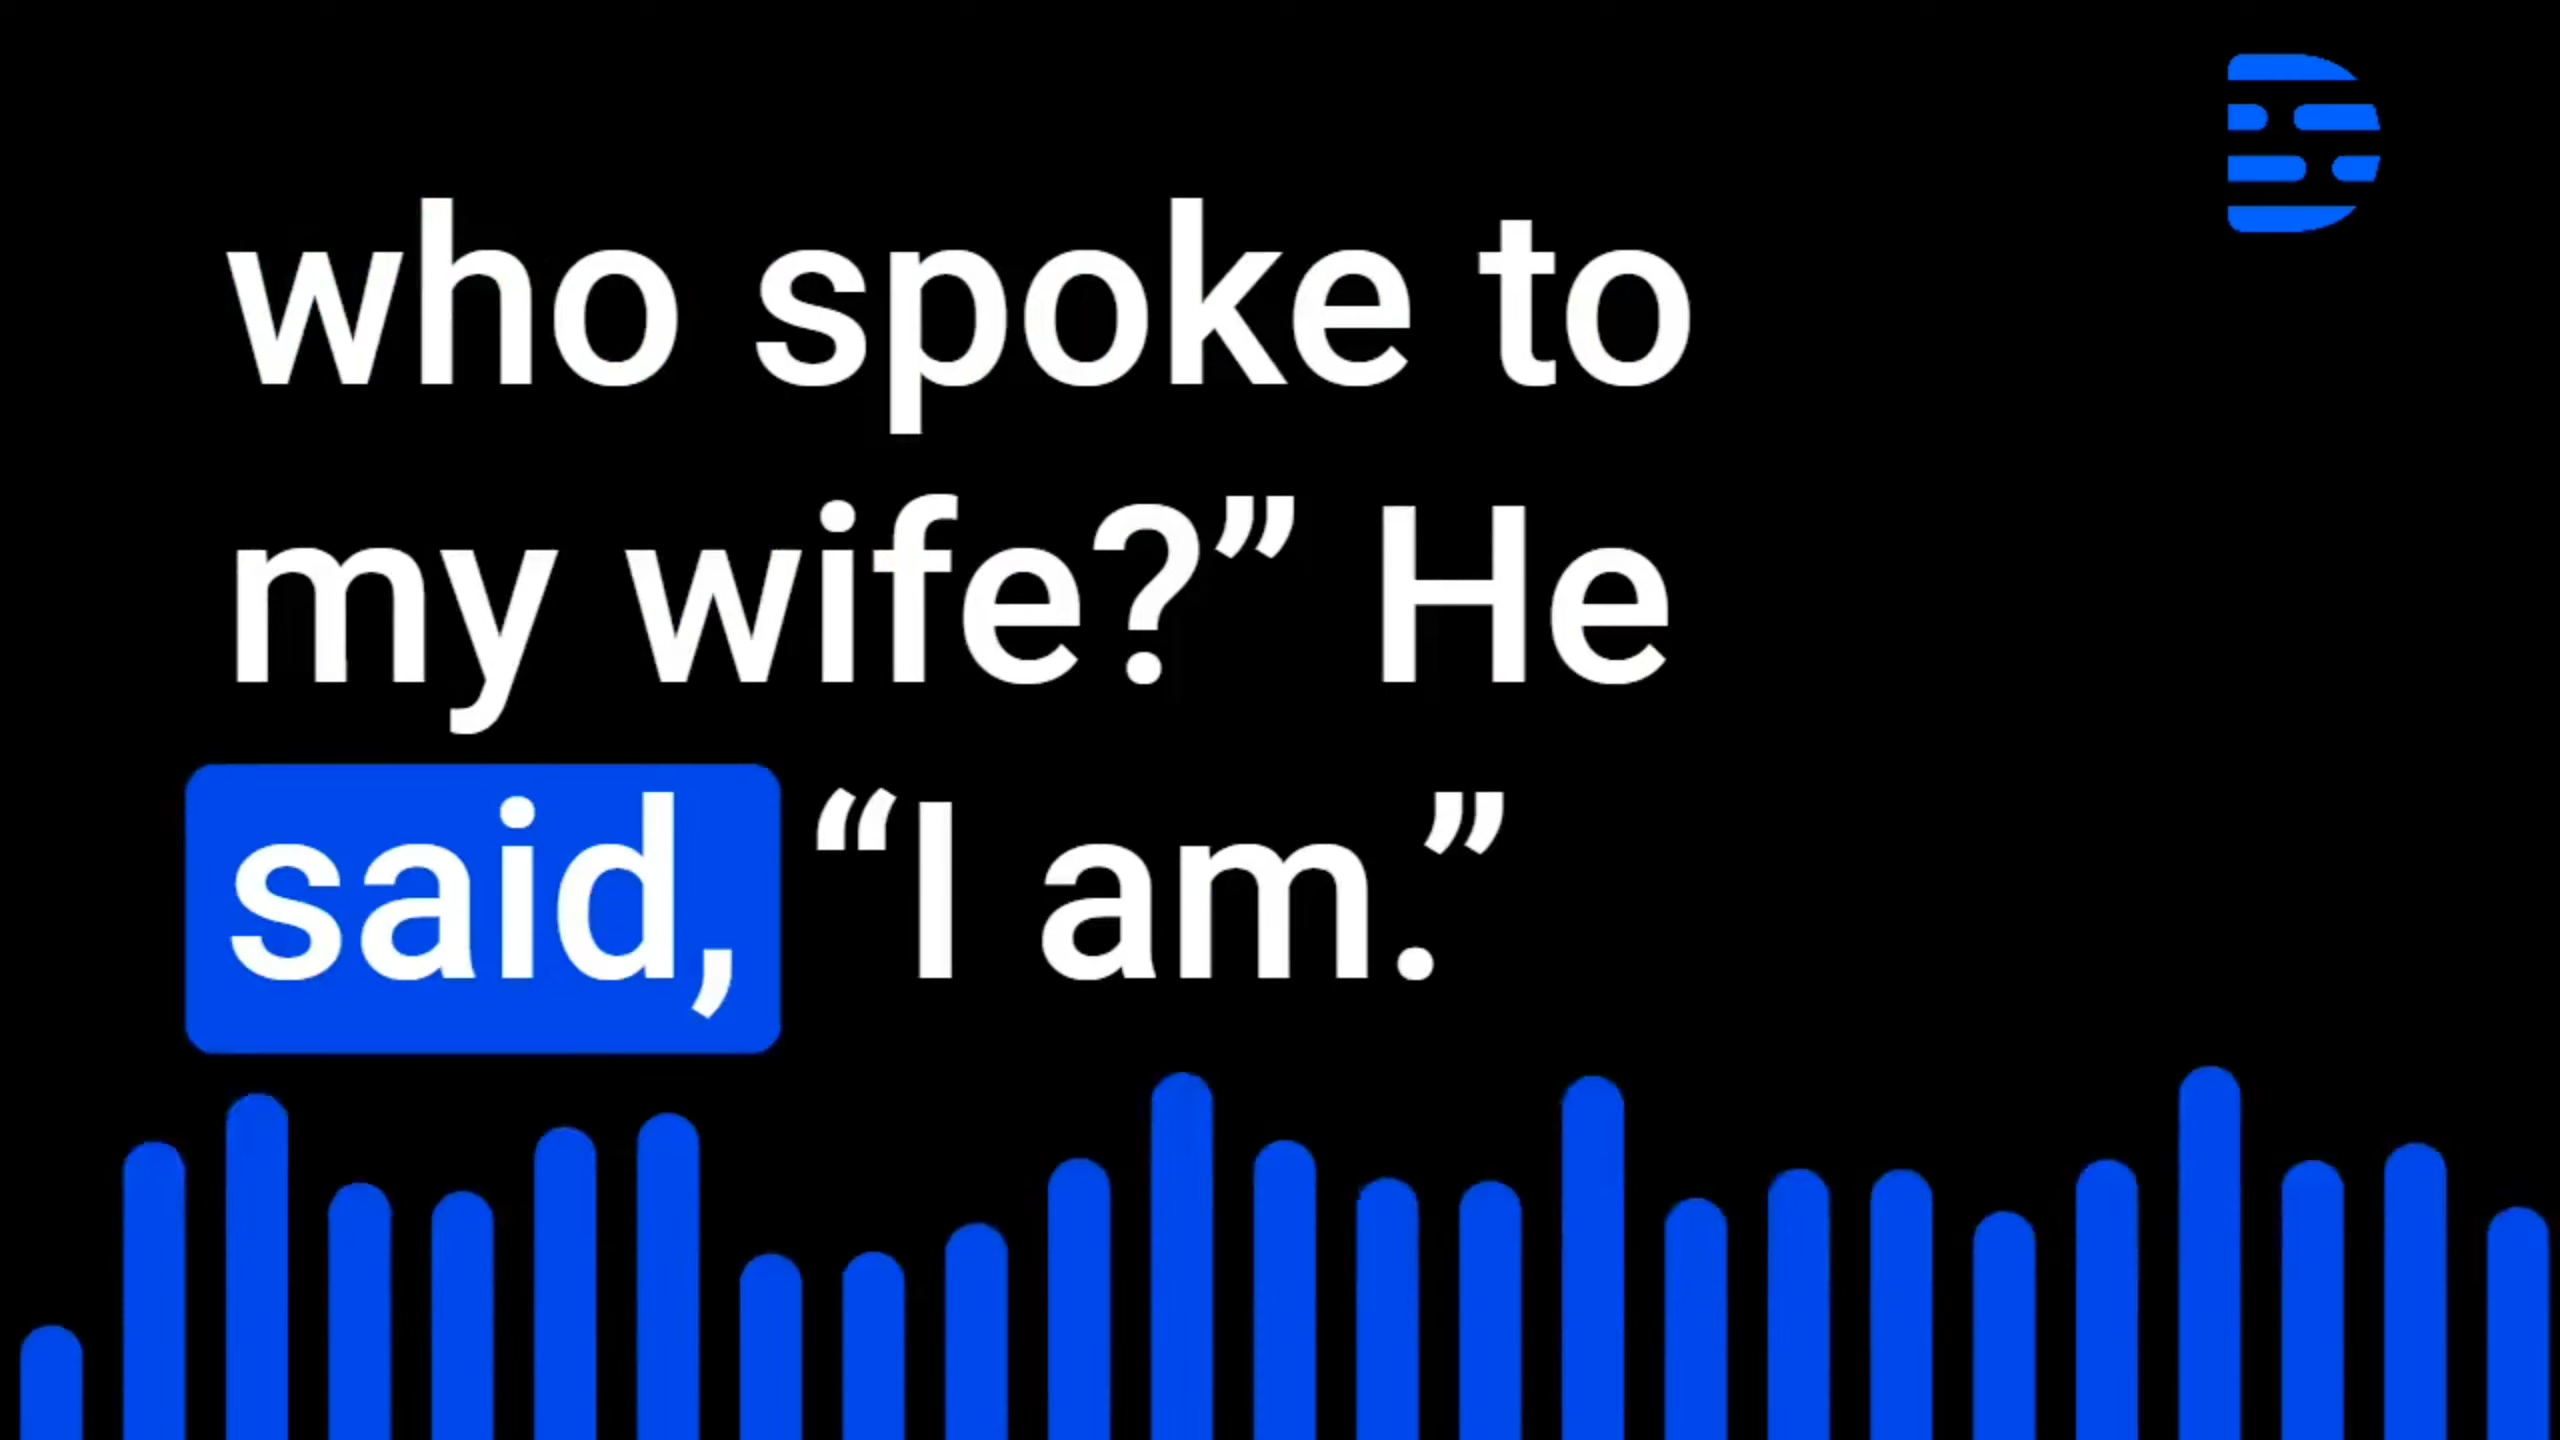 who spoke to
my wife?” He
said, “I am.”